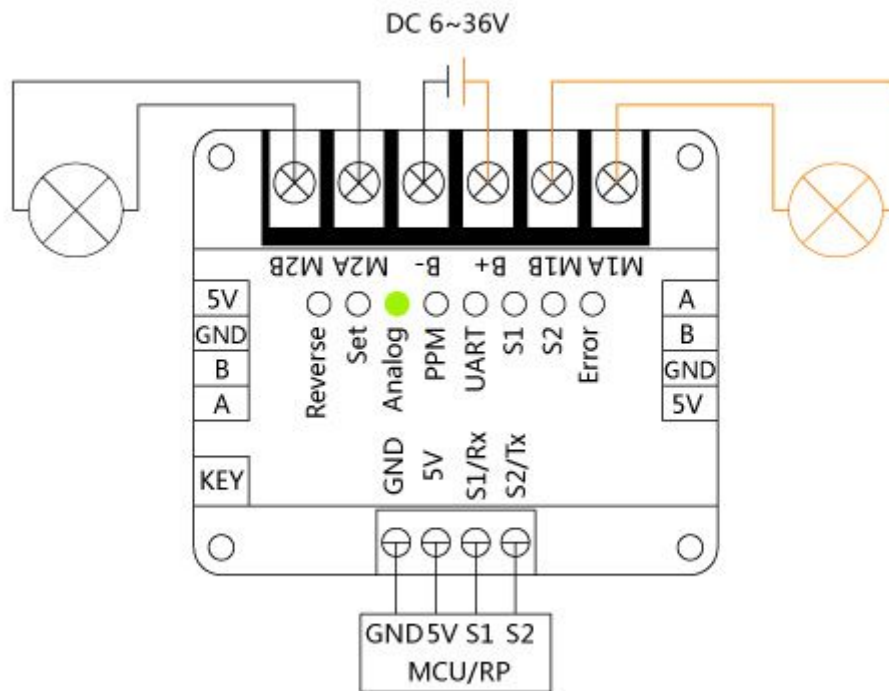 DC 6~36V
M2B M2A B- B+ M1B M1A
5V
GND
B
A
KEY
Reverse Set Analog PPM UART S1 S2 Error
A
B
GND
5V
GND 5V S1/Rx S2/Tx
GND 5V S1 S2
MCU/RP